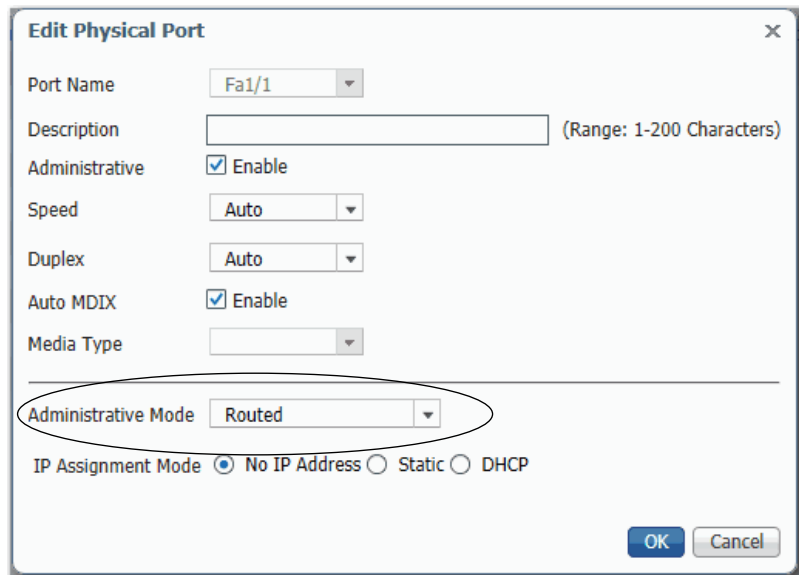 Edit Physical Port
Port Name Fa1/1
Description (Range: 1-200 Characters)
Administrative Enable
Speed Auto
Duplex Auto
Auto MDIX Enable
Media Type
Administrative Mode Routed
IP Assignment Mode No IP Address Static DHCP
OK Cancel